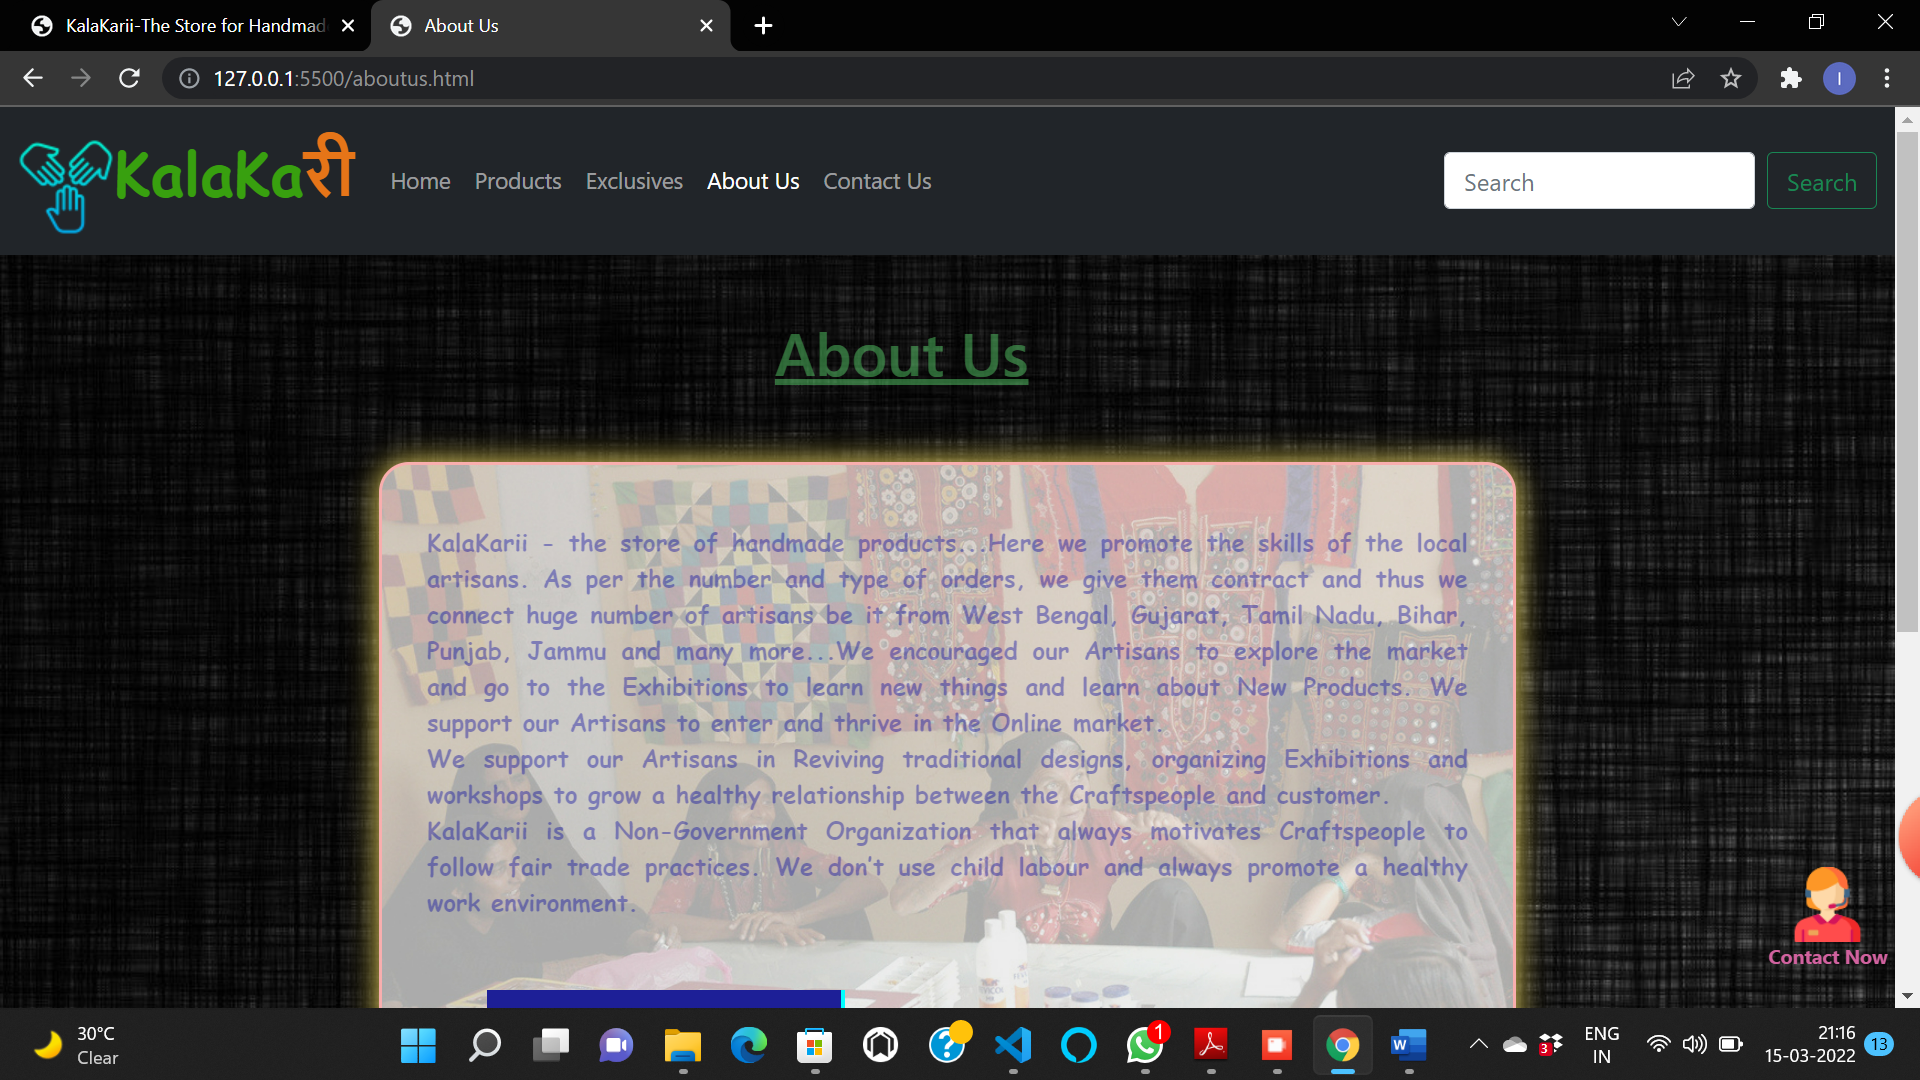 KalaKarii-The Store for Handmad
About Us
127.0.0.1:5500/aboutus.html
I
KalaKaरी
Home
Products
Exclusives
About Us
Contact Us
Search
Search
About Us
KalaKarii - the store of handmade products...Here we promote the skills of the local
artisans. As per the number and type of orders, we give them contract and thus we
connect huge number of artisans be it from West Bengal, Gujarat, Tamil Nadu, Bihar,
Punjab, Jammu and many more...We encouraged our Artisans to explore the market
and go to the Exhibitions to learn new things and learn about New Products. We
support our Artisans to enter and thrive in the Online market.
We support our Artisans in Reviving traditional designs, organizing Exhibitions and
workshops to grow a healthy relationship between the Craftspeople and customer.
KalaKarii is a Non-Government Organization that always motivates Craftspeople to
follow fair trade practices. We don't use child labour and always promote a healthy
work environment.
Contact Now
30°C
Clear
1
W
3
ENG
IN
21:16
15-03-2022
13